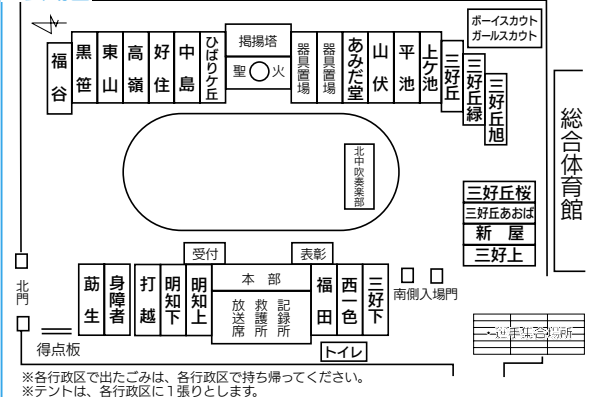 ボーイスカウト
ガールスカウト
福谷
黒笹
東山
高嶺
好住
中島
ひばりケ丘
掲揚塔
聖火
器具置場
器具置場
あみだ堂
山伏
平池
上ケ池
三好丘
三好丘緑
三好丘旭
総合体育館
北中吹奏楽部
三好丘桜
三好丘あおば
新屋
三好上
受付
表彰
北門
莇生
身障者
打越
明知下
明知上
本部
放送席
救護所
記録所
福田
西一色
三好下
南側入場門
選手集合場所
得点板
トイレ
※各行政区で出たごみは、各行政区で持ち帰ってください。
※テントは、各行政区に1張りとします。